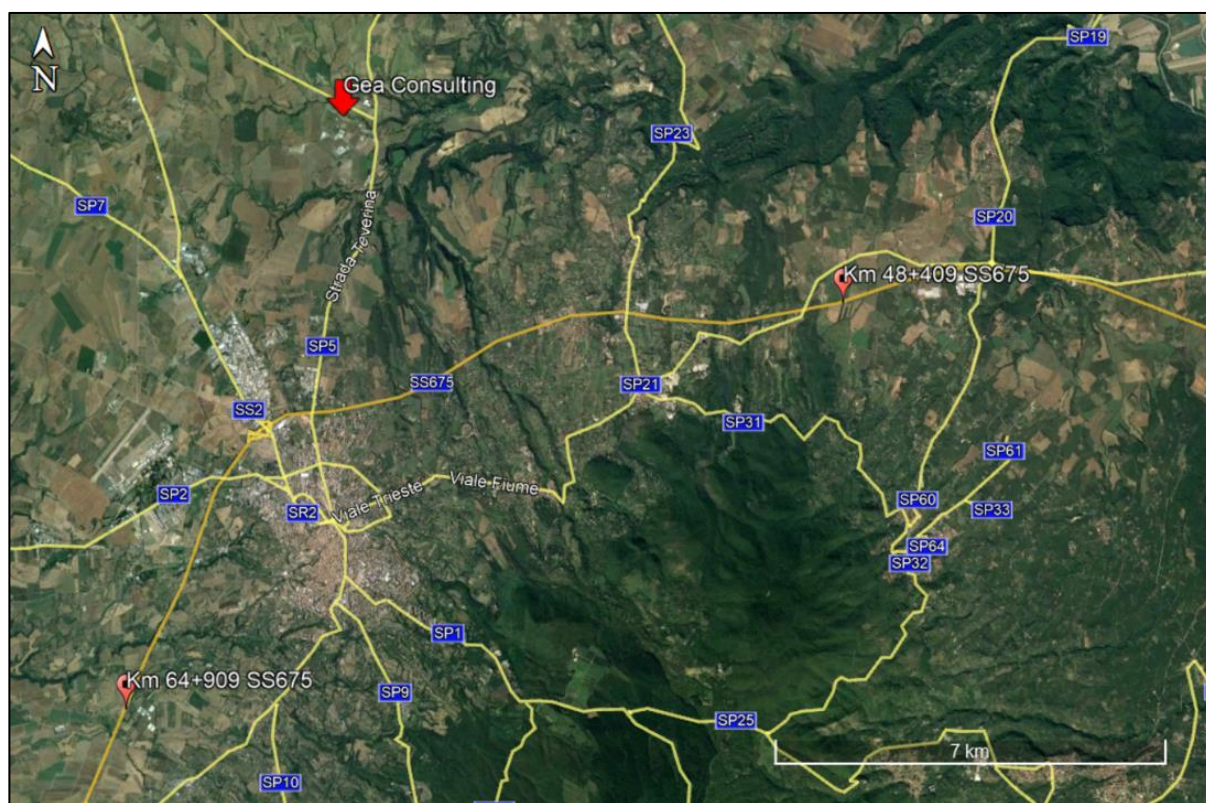 SP19
Gea Consulting
N
SP23
SP7
SP20
Strada Teverina
Km 48+409 SS675
SP5
SS675
SP21
SS2
SP31
SP61
Viale Fiume
SP2
Viale Trieste
SR2
SP60
SP33
SP64
SP32
SP1
Km 64+909 SS675
SP9
SP25
7 km
SP10